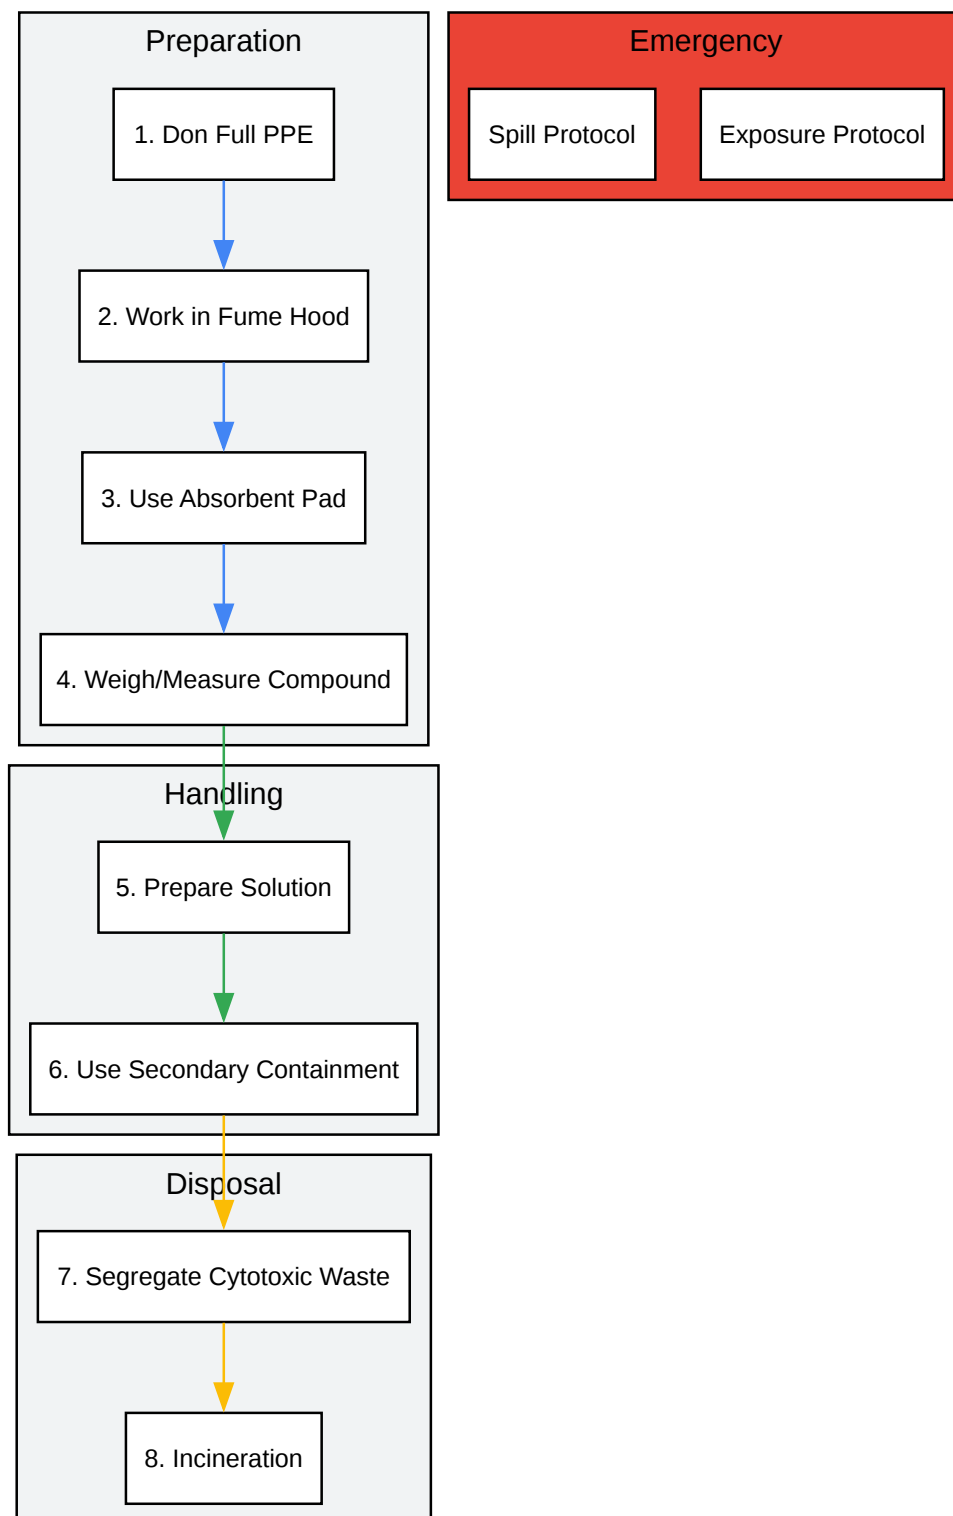 Preparation
1. Don Full PPE
2. Work in Fume Hood
3. Use Absorbent Pad
4. Weigh/Measure Compound
Handling
5. Prepare Solution
6. Use Secondary Containment
Disposal
7. Segregate Cytotoxic Waste
8. Incineration
Emergency
Spill Protocol
Exposure Protocol